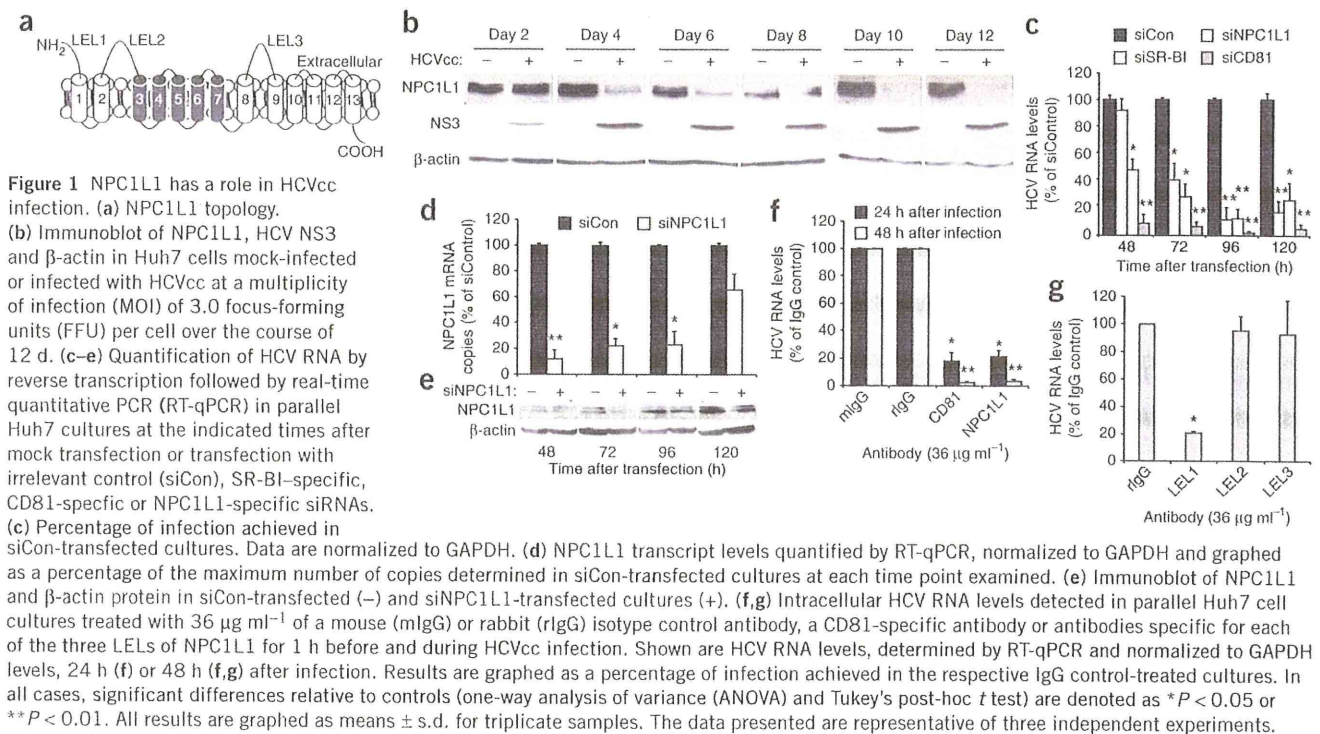 a
LEL1
LEL2
LEL3
NH2
Extracellular
1 2 3 4 5 6 7 8 9 10 11 12 13
COOH
b
Day 2 Day 4 Day 6 Day 8 Day 10 Day 12
HCVcc: – + – + – + – + – + – +
NPC1L1
NS3
β-actin
c
siCon siNPC1L1
siSR-BI siCD81
HCV RNA levels
(% of siControl)
120
100
80
60
40
20
0
* ** * * ** ** ** ** ** * **
48 72 96 120
Time after transfection (h)
Figure 1 NPC1L1 has a role in HCVcc
infection. (a) NPC1L1 topology.
(b) Immunoblot of NPC1L1, HCV NS3
and β-actin in Huh7 cells mock-infected
or infected with HCVcc at a multiplicity
of infection (MOI) of 3.0 focus-forming
units (FFU) per cell over the course of
12 d. (c–e) Quantification of HCV RNA by
reverse transcription followed by real-time
quantitative PCR (RT-qPCR) in parallel
Huh7 cultures at the indicated times after
mock transfection or transfection with
irrelevant control (siCon), SR-BI–specific,
CD81-specfic or NPC1L1-specific siRNAs.
(c) Percentage of infection achieved in
d
siCon siNPC1L1
NPC1L1 mRNA
copies (% of siControl)
120
100
80
60
40
20
0
** * *
e
siNPC1L1: – + – + – + – +
NPC1L1
β-actin
48 72 96 120
Time after transfection (h)
f
24 h after infection
48 h after infection
HCV RNA levels
(% of IgG control)
120
100
80
60
40
20
0
* ** * **
mIgG rIgG CD81 NPC1L1
Antibody (36 µg ml−1)
g
HCV RNA levels
(% of IgG control)
120
100
80
60
40
20
0
*
rIgG LEL1 LEL2 LEL3
Antibody (36 µg ml−1)
siCon-transfected cultures. Data are normalized to GAPDH. (d) NPC1L1 transcript levels quantified by RT-qPCR, normalized to GAPDH and graphed
as a percentage of the maximum number of copies determined in siCon-transfected cultures at each time point examined. (e) Immunoblot of NPC1L1
and β-actin protein in siCon-transfected (–) and siNPC1L1-transfected cultures (+). (f,g) Intracellular HCV RNA levels detected in parallel Huh7 cell
cultures treated with 36 µg ml−1 of a mouse (mIgG) or rabbit (rIgG) isotype control antibody, a CD81-specific antibody or antibodies specific for each
of the three LELs of NPC1L1 for 1 h before and during HCVcc infection. Shown are HCV RNA levels, determined by RT-qPCR and normalized to GAPDH
levels, 24 h (f) or 48 h (f,g) after infection. Results are graphed as a percentage of infection achieved in the respective IgG control-treated cultures. In
all cases, significant differences relative to controls (one-way analysis of variance (ANOVA) and Tukey's post-hoc t test) are denoted as *P < 0.05 or
**P < 0.01. All results are graphed as means ± s.d. for triplicate samples. The data presented are representative of three independent experiments.